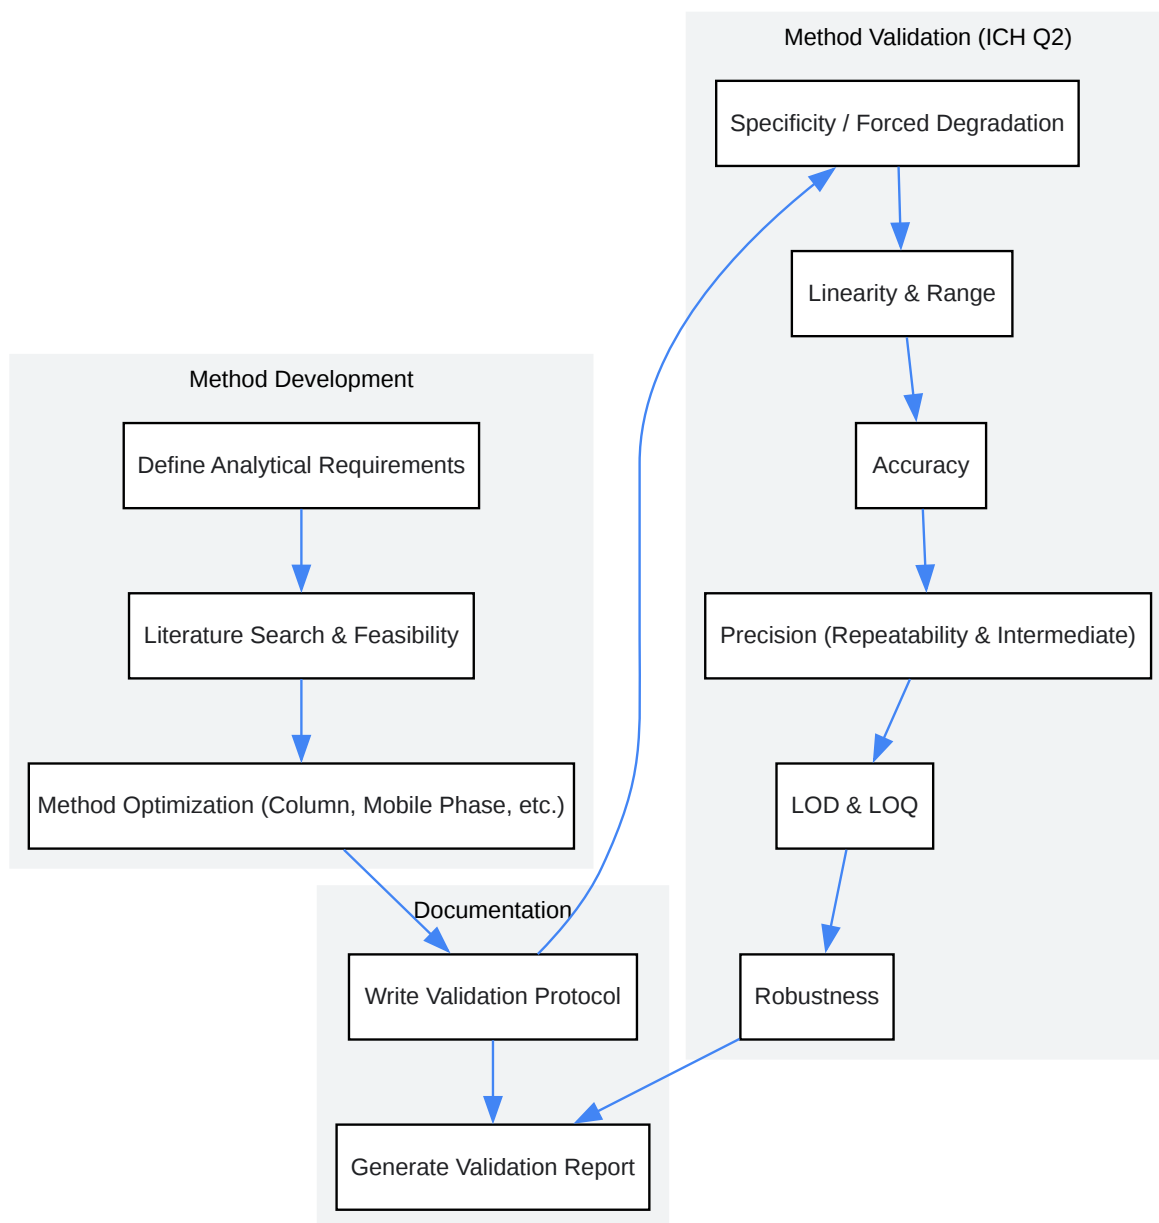 Method Development
Define Analytical Requirements
Literature Search & Feasibility
Method Optimization (Column, Mobile Phase, etc.)
Documentation
Write Validation Protocol
Generate Validation Report
Method Validation (ICH Q2)
Specificity / Forced Degradation
Linearity & Range
Accuracy
Precision (Repeatability & Intermediate)
LOD & LOQ
Robustness